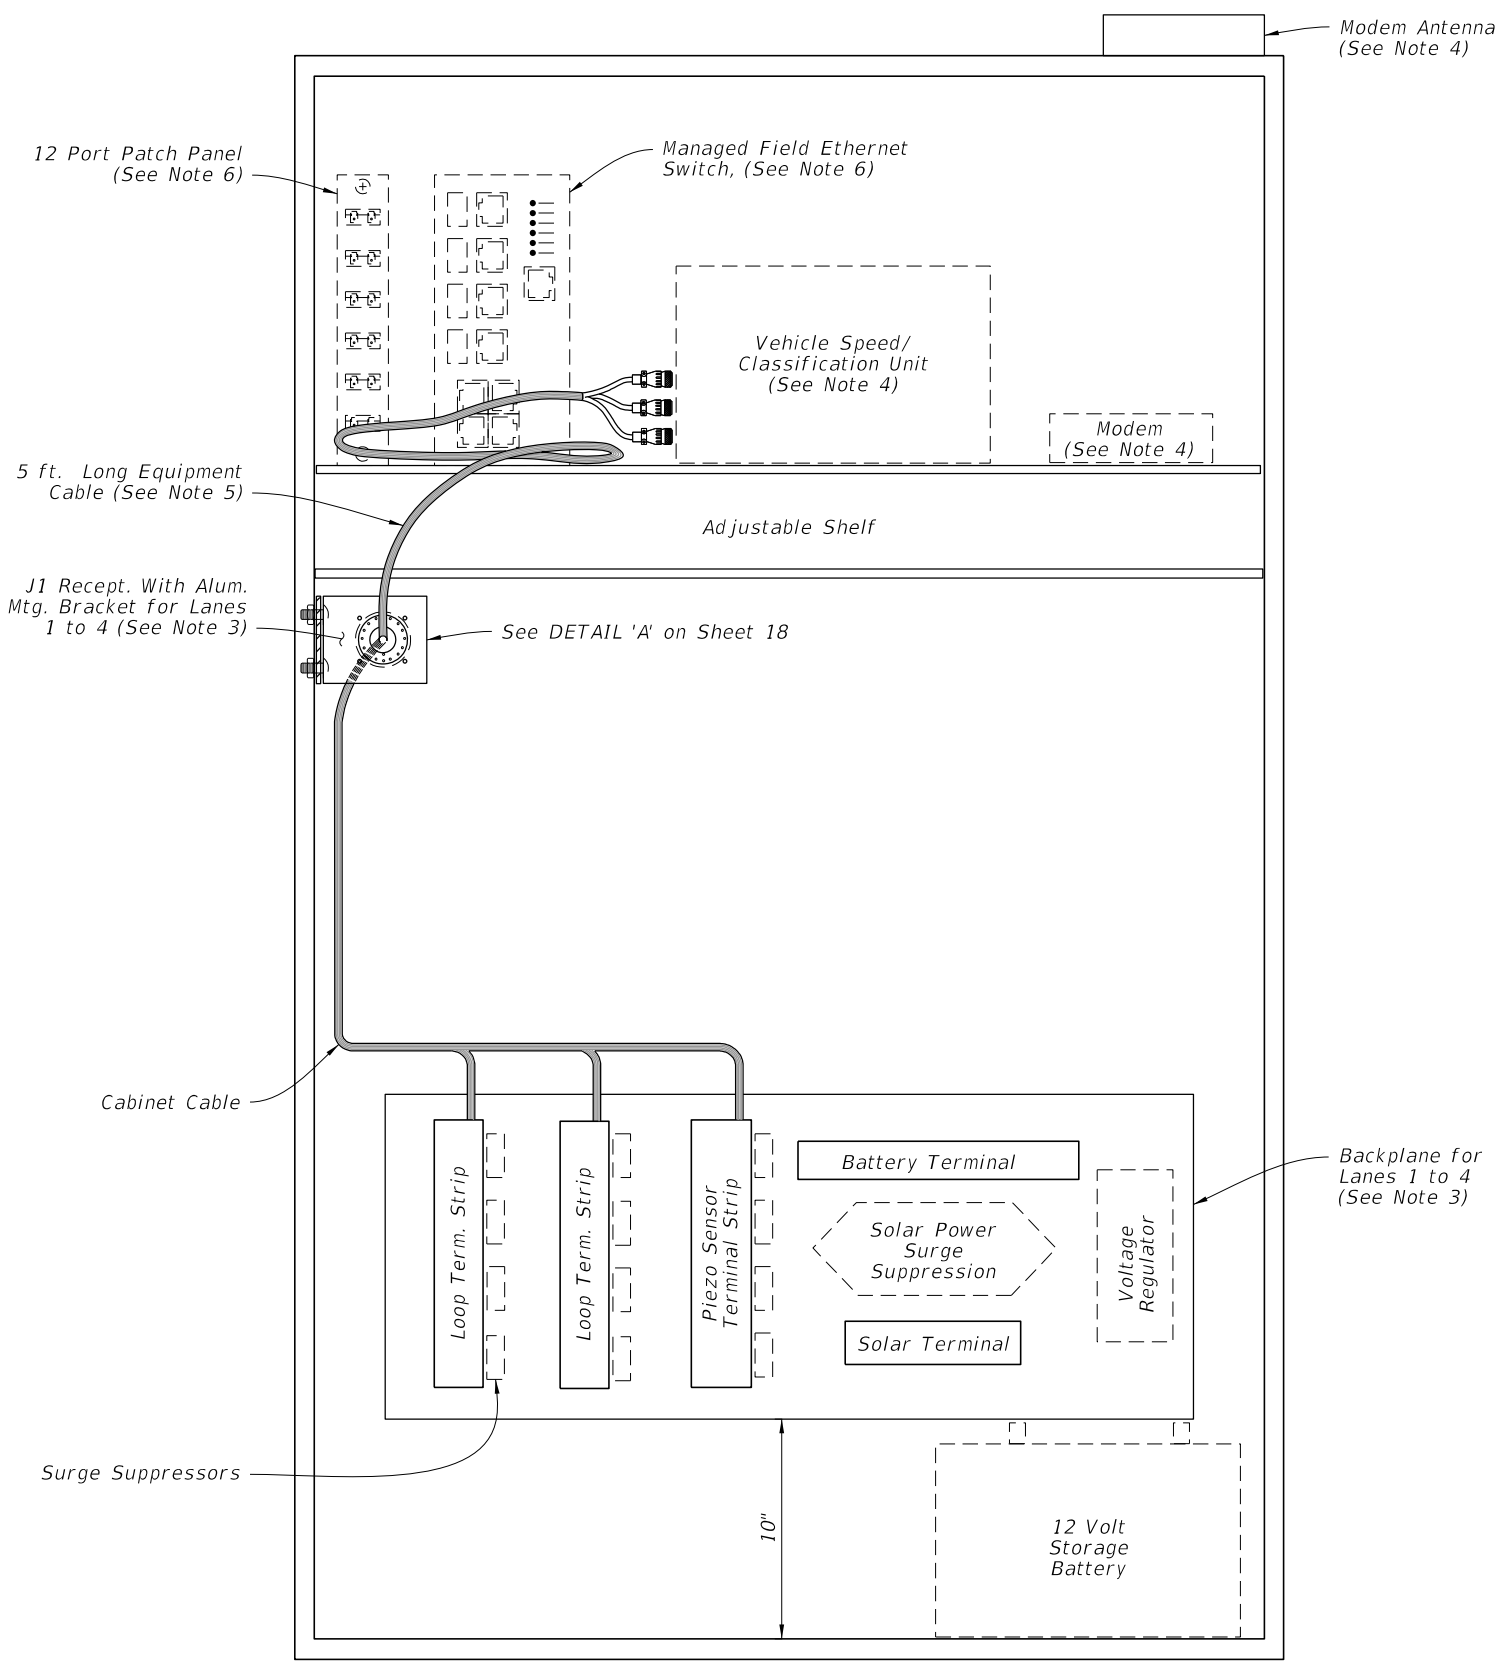 Modem Antenna
(See Note 4)
12 Port Patch Panel
(See Note 6)
Managed Field Ethernet
Switch, (See Note 6)
Vehicle Speed/
Classification Unit
(See Note 4)
Modem
(See Note 4)
5 ft. Long Equipment
Cable (See Note 5)
Adjustable Shelf
J1 Recept. With Alum.
Mtg. Bracket for Lanes
1 to 4 (See Note 3)
See DETAIL 'A' on Sheet 18
Cabinet Cable
Loop Term. Strip
Loop Term. Strip
Piezo Sensor
Terminal Strip
Battery Terminal
Solar Power
Surge
Suppression
Solar Terminal
Voltage
Regulator
Backplane for
Lanes 1 to 4
(See Note 3)
Surge Suppressors
10"
12 Volt
Storage
Battery